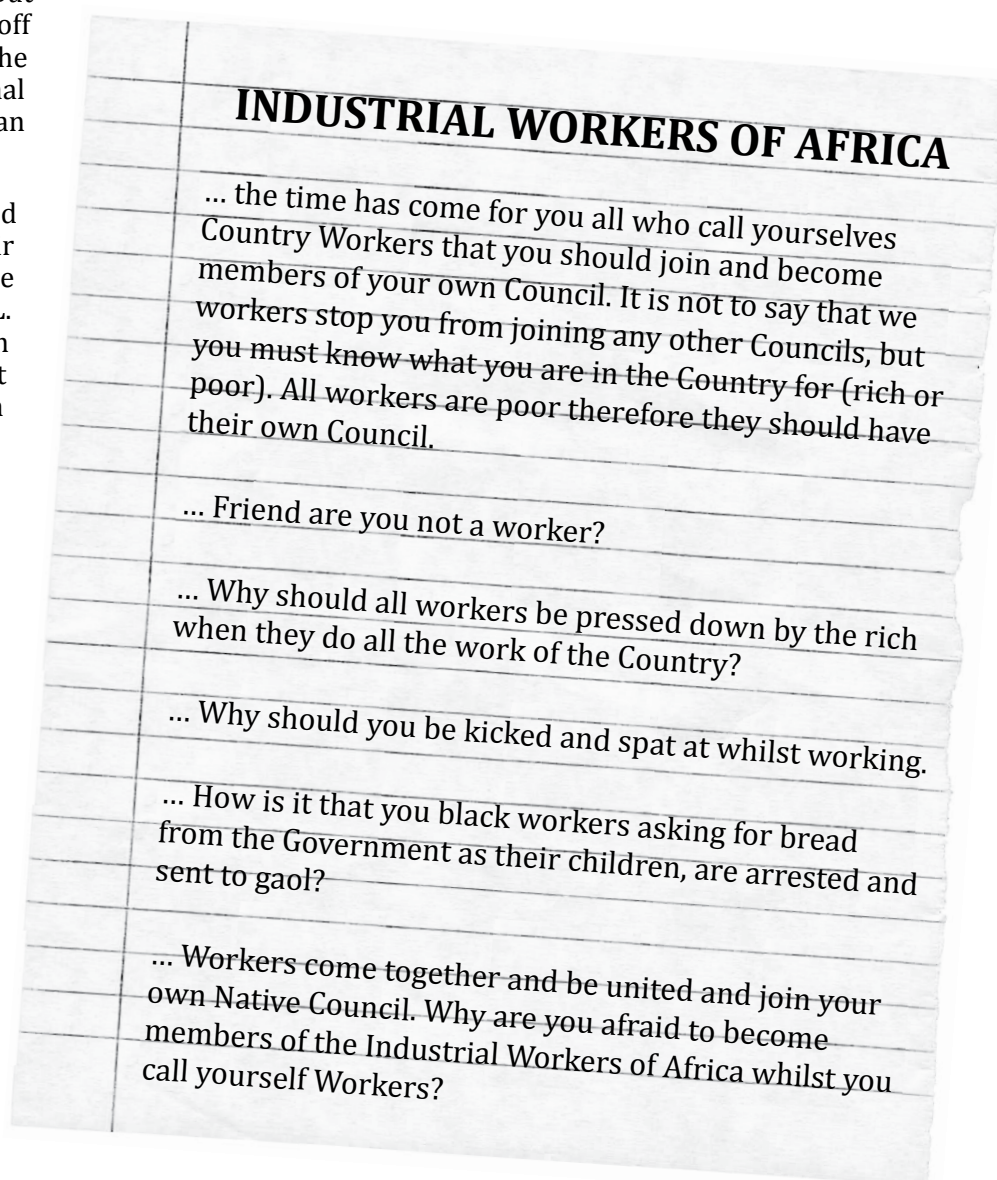 off
INDUSTRIAL WORKERS OF AFRICA
… the time has come for you all who call yourselves
Country Workers that you should join and become
members of your own Council. It is not to say that we
workers stop you from joining any other Councils, but
you must know what you are in the Country for (rich or
poor). All workers are poor therefore they should have
their own Council.
… Friend are you not a worker?
… Why should all workers be pressed down by the rich
when they do all the work of the Country?
… Why should you be kicked and spat at whilst working.
… How is it that you black workers asking for bread
from the Government as their children, are arrested and
sent to gaol?
… Workers come together and be united and join your
own Native Council. Why are you afraid to become
members of the Industrial Workers of Africa whilst you
call yourself Workers?